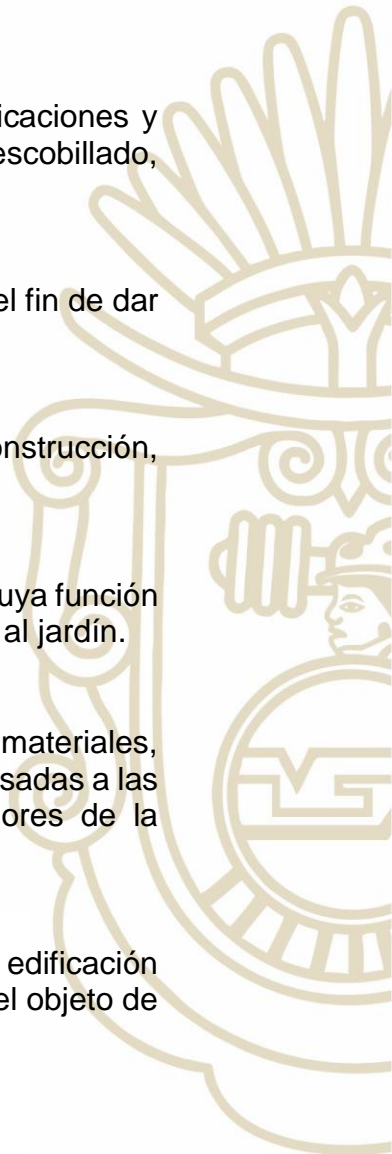 icaciones y
escobillado,
el fin de dar
onstrucción,
uya función
al jardín.
materiales,
sadas a las
ores de la
edificación
el objeto de